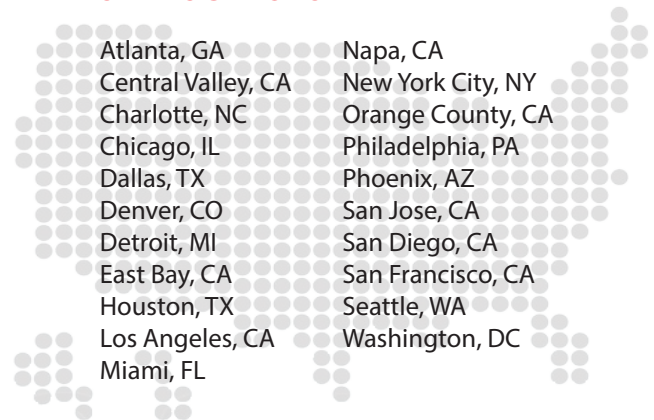 Atlanta, GA
Central Valley, CA
Charlotte, NC
Chicago, IL
Dallas, TX
Denver, CO
Detroit, MI
East Bay, CA
Houston, TX
Los Angeles, CA
Miami, FL
Napa, CA
New York City, NY
Orange County, CA
Philadelphia, PA
Phoenix, AZ
San Jose, CA
San Diego, CA
San Francisco, CA
Seattle, WA
Washington, DC